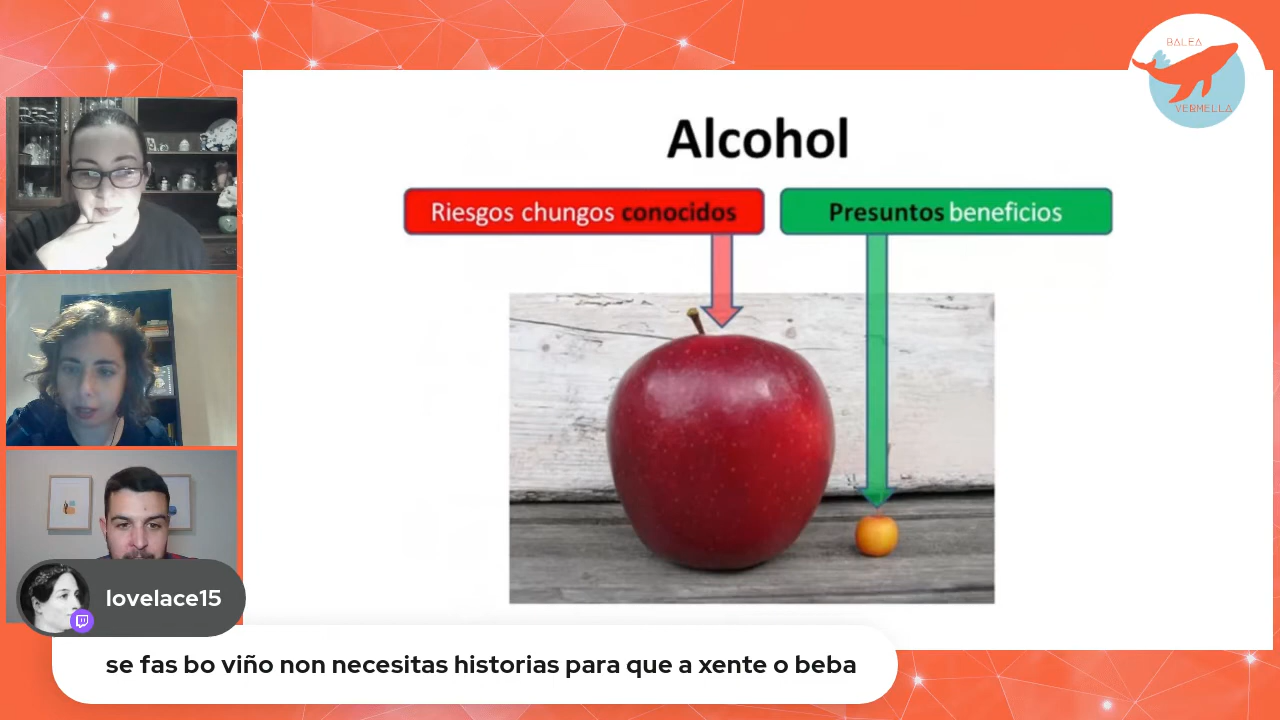 BALEA
VERMELLA
Alcohol
Riesgos chungos conocidos
Presuntos beneficios
lovelace15
se fas bo viño non necesitas historias para que a xente o beba